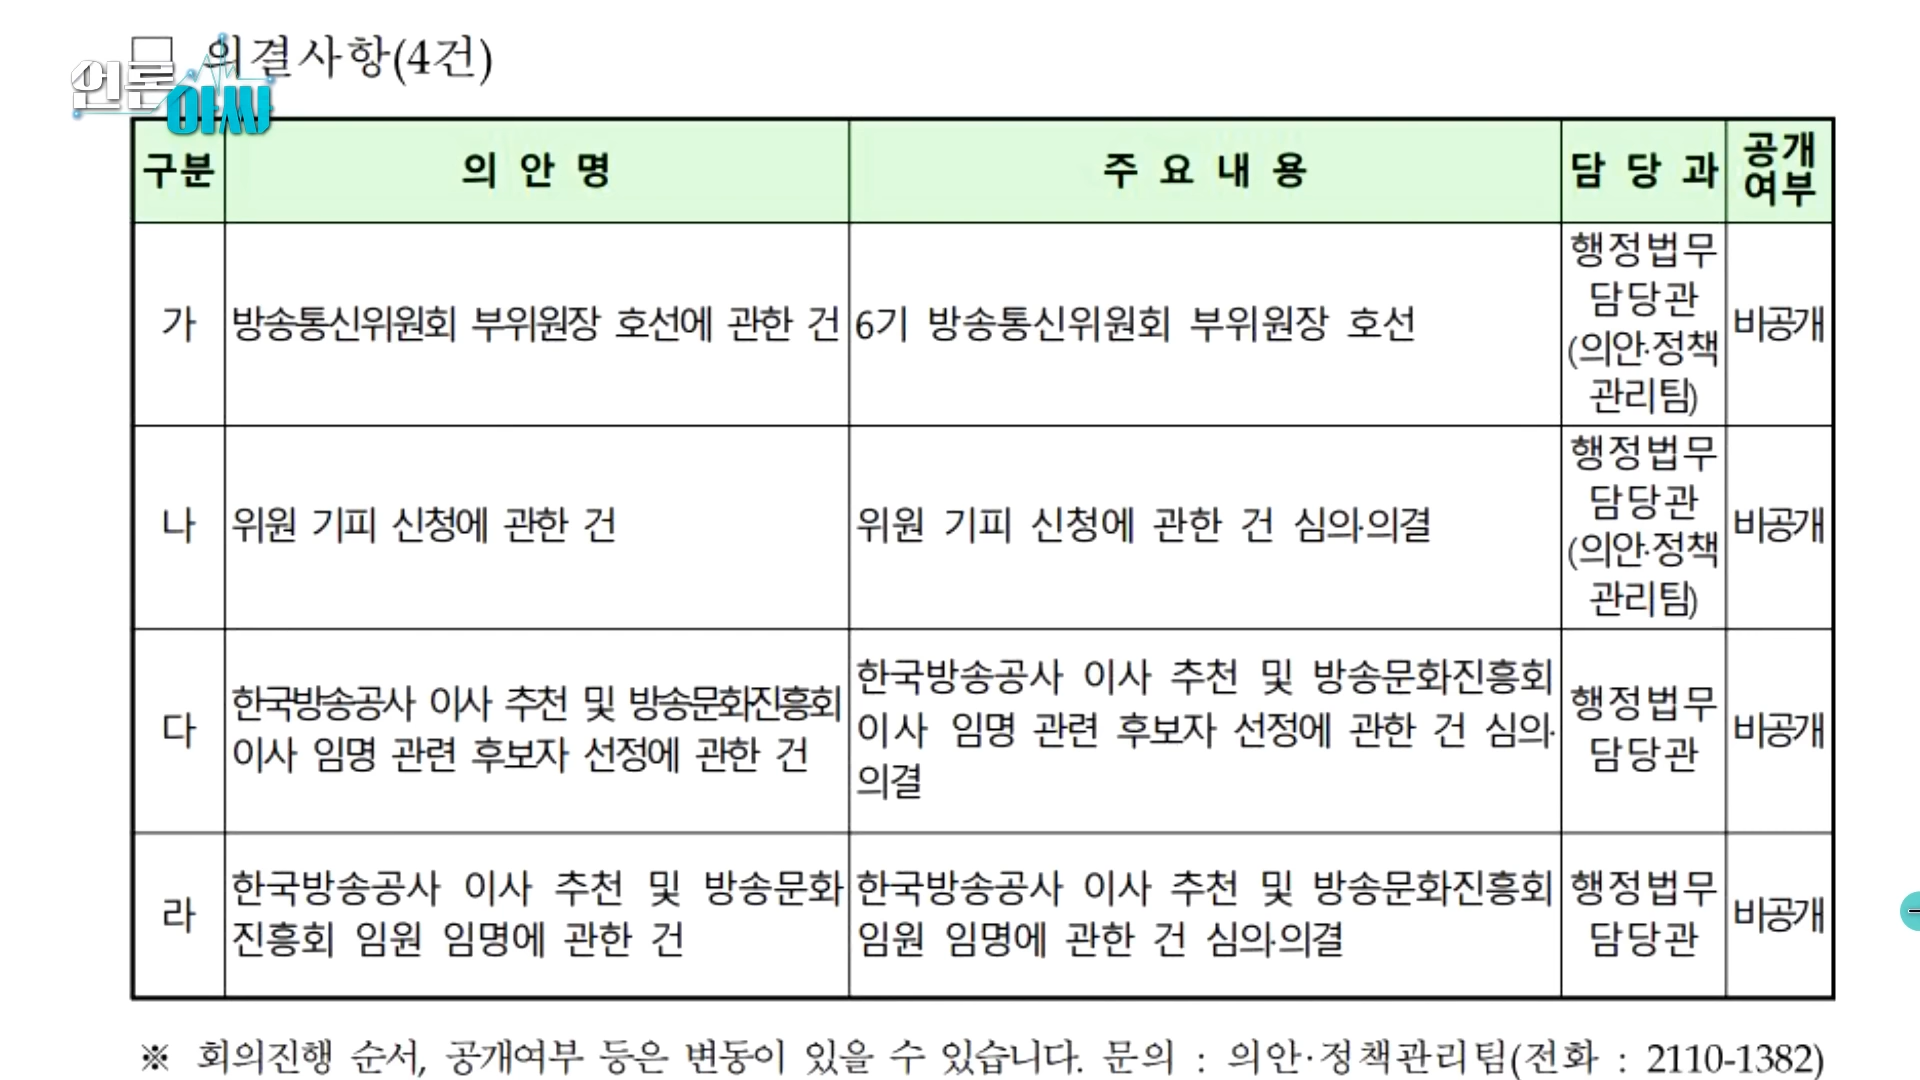 의결사항(4건)
언론
아싸
구분 의 안 명 주 요 내 용 담 당 과 공개 여부
가 방송통신위원회 부위원장 호선에 관한 건 6기 방송통신위원회 부위원장 호선 행정법무 담당관 (의안·정책 관리팀) 비공개
나 위원 기피 신청에 관한 건 위원 기피 신청에 관한 건 심의·의결 행정법무 담당관 (의안·정책 관리팀) 비공개
다 한국방송공사 이사 추천 및 방송문화진흥회 이사 임명 관련 후보자 선정에 관한 건 한국방송공사 이사 추천 및 방송문화진흥회 이사 임명 관련 후보자 선정에 관한 건 심의·의결 행정법무 담당관 비공개
라 한국방송공사 이사 추천 및 방송문화진흥회 임원 임명에 관한 건 한국방송공사 이사 추천 및 방송문화진흥회 임원 임명에 관한 건 심의·의결 행정법무 담당관 비공개
※ 회의진행 순서, 공개여부 등은 변동이 있을 수 있습니다. 문의 : 의안·정책관리팀(전화 : 2110-1382)